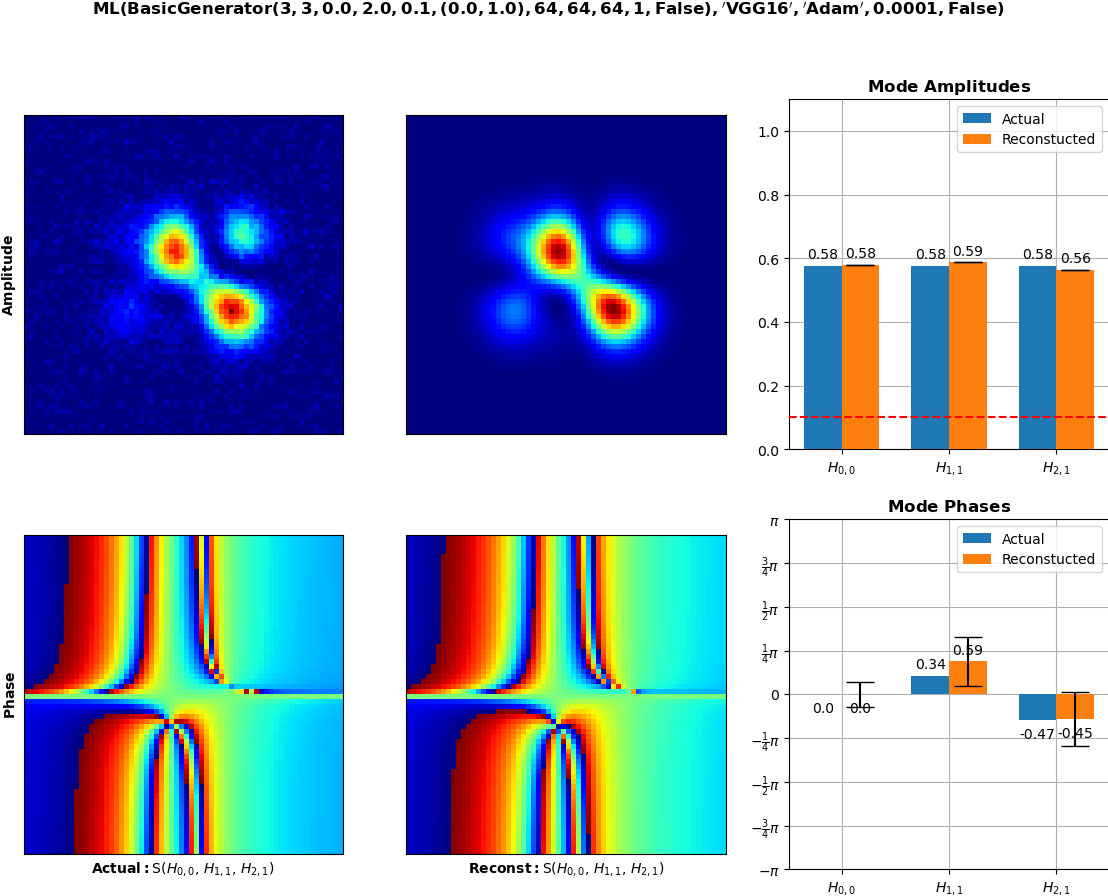 ML(BasicGenerator(3, 3, 0.0, 2.0, 0.1, (0.0, 1.0), 64, 64, 64, 1, False), ′VGG16′, ′Adam′, 0.0001, False)
Amplitude
Mode Amplitudes
Actual
Reconstucted
1.0
0.8
0.6
0.4
0.2
0.0
0.58 0.58 0.58 0.59 0.58 0.56
H0,0 H1,1 H2,1
Phase
Actual: S(H0,0, H1,1, H2,1)
Reconst: S(H0,0, H1,1, H2,1)
Mode Phases
Actual
Reconstucted
π
3/4π
1/2π
1/4π
0
−1/4π
−1/2π
−3/4π
−π
0.0 0.0 0.34 0.59 -0.47 -0.45
H0,0 H1,1 H2,1